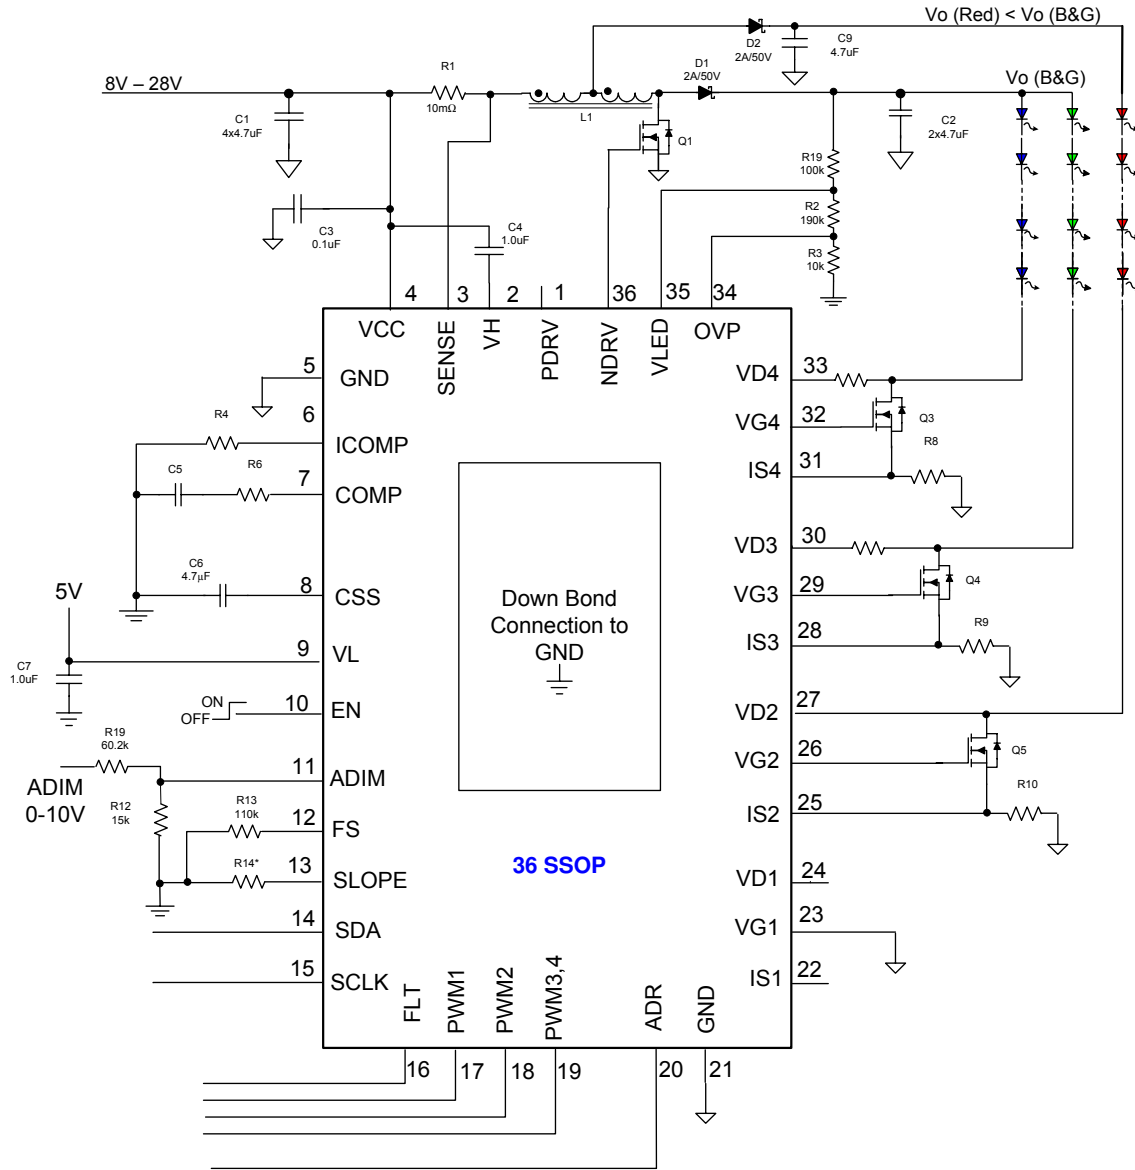 Vo (Red) < Vo (B&G)
D2
2A/50V
C9
4.7uF
8V – 28V
R1
10mΩ
L1
D1
2A/50V
Vo (B&G)
C1
4x4.7uF
Q1
C2
2x4.7uF
R19
100k
R2
190k
R3
10k
C3
0.1uF
C4
1.0uF
4
3
2
1
36
35
34
VCC
SENSE
VH
PDRV
NDRV
VLED
OVP
5
GND
6
R4
ICOMP
C5
R6
7
COMP
C6
4.7µF
8
CSS
5V
9
VL
C7
1.0uF
ON
OFF
10
EN
R19
60.2k
ADIM
0-10V
11
ADIM
R12
15k
R13
110k
12
FS
R14*
13
SLOPE
14
SDA
15
SCLK
Down Bond
Connection to
GND
36 SSOP
VD4
33
VG4
32
Q3
R8
IS4
31
VD3
30
VG3
29
Q4
R9
IS3
28
VD2
27
VG2
26
Q5
R10
IS2
25
VD1
24
VG1
23
IS1
22
FLT
PWM1
PWM2
PWM3,4
ADR
GND
16
17
18
19
20
21